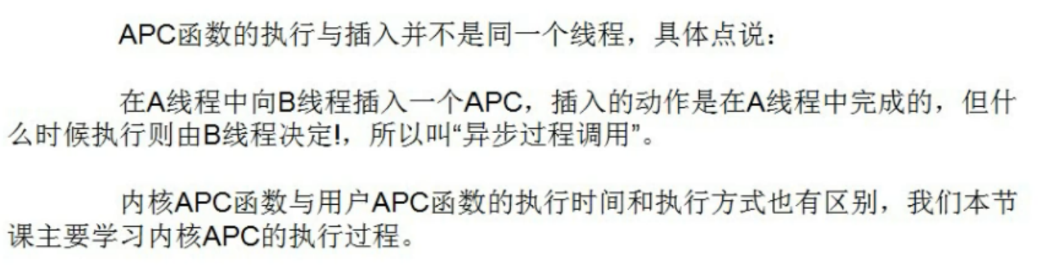 APC函数的执行与插入并不是同一个线程，具体点说：
在A线程中向B线程插入一个APC，插入的动作是在A线程中完成的，但什
么时候执行则由B线程决定!，所以叫“异步过程调用”。
内核APC函数与用户APC函数的执行时间和执行方式也有区别，我们本节
课主要学习内核APC的执行过程。